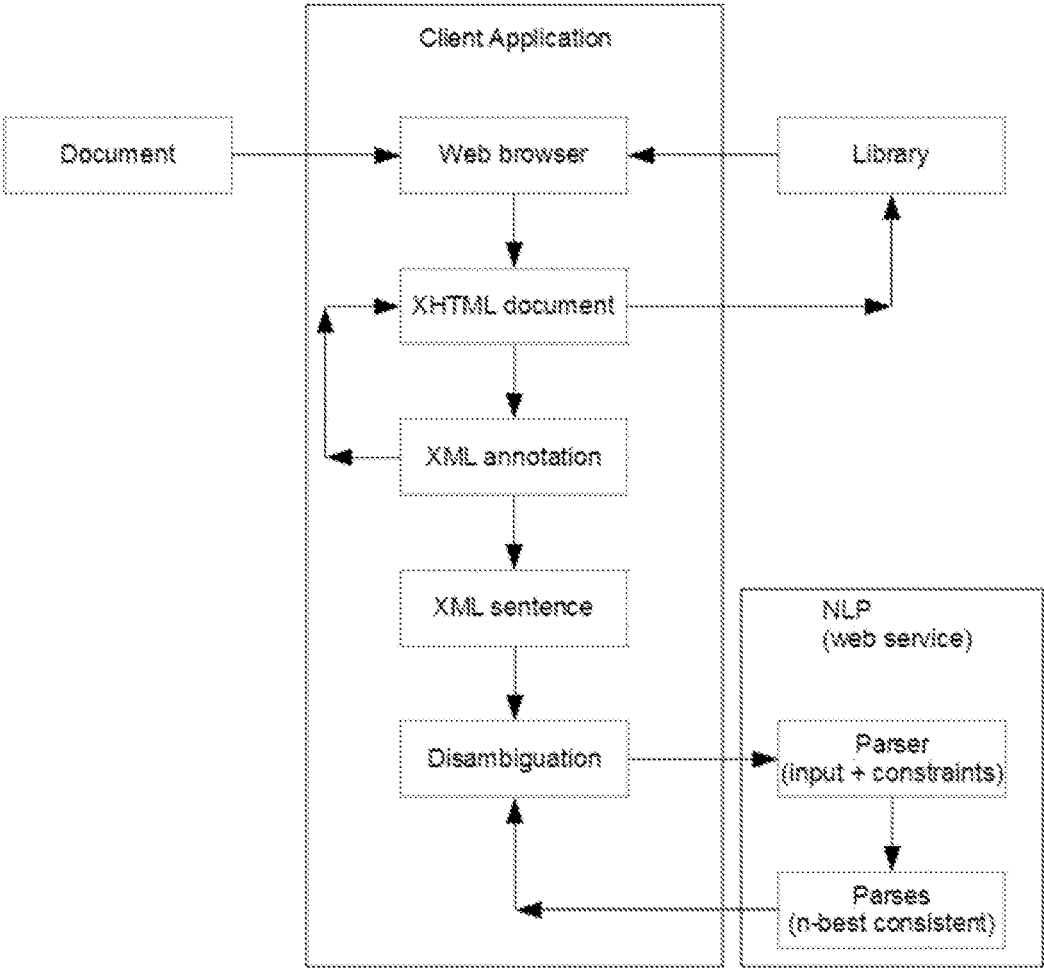 Client Application
Document
Web browser
Library
XHTML document
XML annotation
XML sentence
NLP
(web service)
Disambiguation
Parser
(input + constraints)
Parses
(n-best consistent)